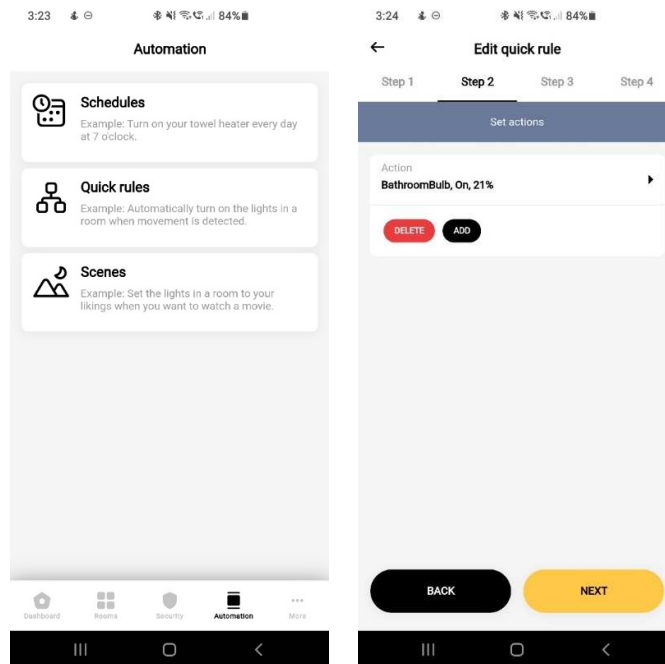 3:23
84%
Automation
Schedules
Example: Turn on your towel heater every day
at 7 o'clock.
Quick rules
Example: Automatically turn on the lights in a
room when movement is detected.
Scenes
Example: Set the lights in a room to your
likings when you want to watch a movie.
Dashboard
Rooms
Security
Automation
More
3:24
84%
Edit quick rule
Step 1
Step 2
Step 3
Step 4
Set actions
Action
BathroomBulb, On, 21%
DELETE
ADD
BACK
NEXT